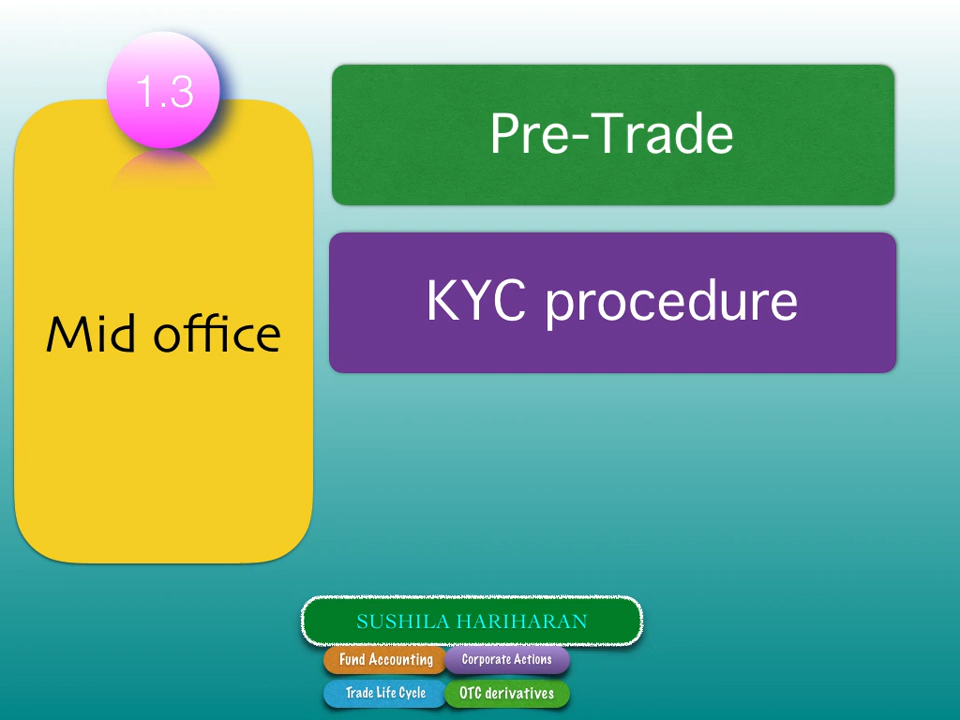 1.3
Mid office
Pre-Trade
KYC procedure
SUSHILA HARIHARAN
Fund Accounting
Corporate Actions
Trade Life Cycle
OTC derivatives